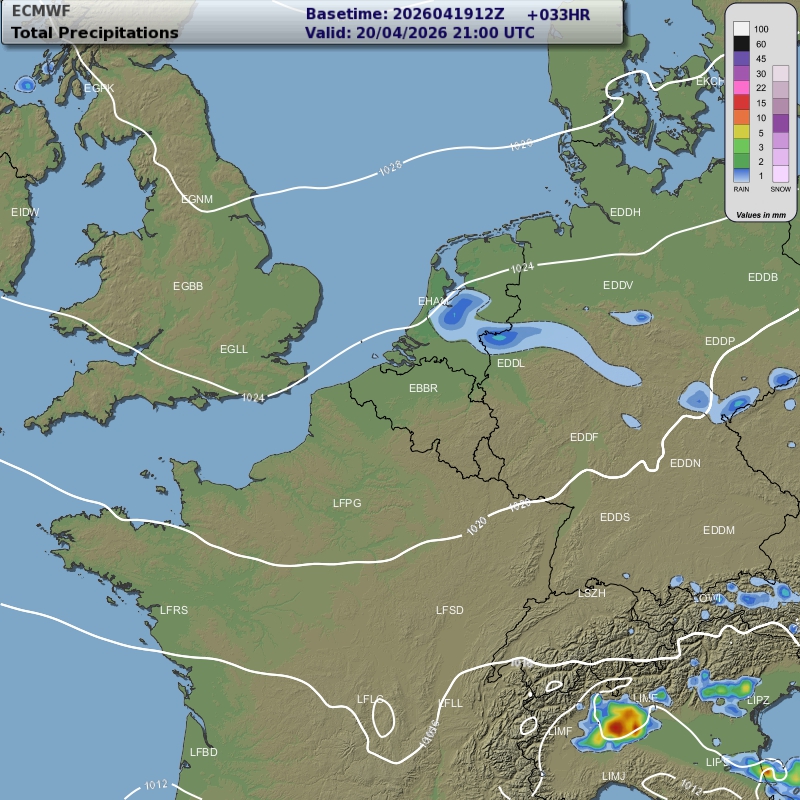 ECMWF
Total Precipitations
Basetime: 2026041912Z +033HR
Valid: 20/04/2026 21:00 UTC
100
60
45
30
22
15
10
5
3
2
1
RAIN
SNOW
Values in mm
EGPK
EKCH
1028
1028
EGNM
EIDW
EDDH
1024
EGBB
EDDV
EDDB
EHAM
EGLL
EDDP
EDDL
1024
EBBR
EDDF
EDDN
LFPG
1020
1020
EDDS
EDDM
LSZH
LOWI
LFRS
LFSD
LFLC
LFLL
LIME
LIPZ
LIMF
LFBD
LIMJ
1012
1012